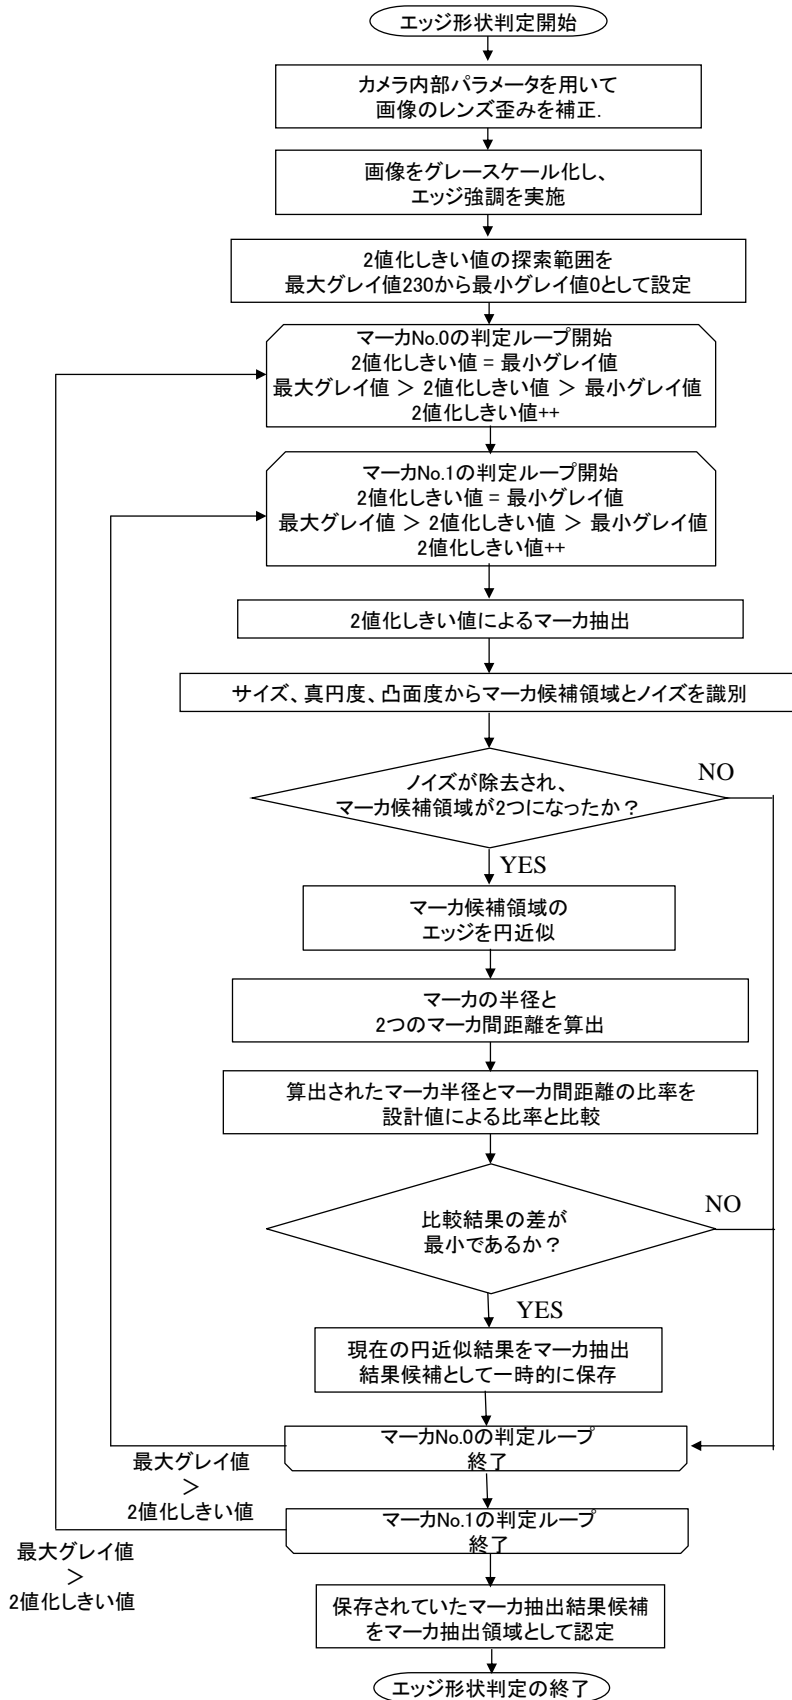 エッジ形状判定開始
カメラ内部パラメータを用いて
画像のレンズ歪みを補正.
画像をグレースケール化し、
エッジ強調を実施
2値化しきい値の探索範囲を
最大グレイ値230から最小グレイ値0として設定
マーカNo.0の判定ループ開始
2値化しきい値 = 最小グレイ値
最大グレイ値 ＞ 2値化しきい値 ＞ 最小グレイ値
2値化しきい値++
マーカNo.1の判定ループ開始
2値化しきい値 = 最小グレイ値
最大グレイ値 ＞ 2値化しきい値 ＞ 最小グレイ値
2値化しきい値++
2値化しきい値によるマーカ抽出
サイズ、真円度、凸面度からマーカ候補領域とノイズを識別
ノイズが除去され、
マーカ候補領域が2つになったか？
NO
YES
マーカ候補領域の
エッジを円近似
マーカの半径と
2つのマーカ間距離を算出
算出されたマーカ半径とマーカ間距離の比率を
設計値による比率と比較
比較結果の差が
最小であるか？
NO
YES
現在の円近似結果をマーカ抽出
結果候補として一時的に保存
マーカNo.0の判定ループ
終了
最大グレイ値
＞
2値化しきい値
マーカNo.1の判定ループ
終了
最大グレイ値
＞
2値化しきい値
保存されていたマーカ抽出結果候補
をマーカ抽出領域として認定
エッジ形状判定の終了